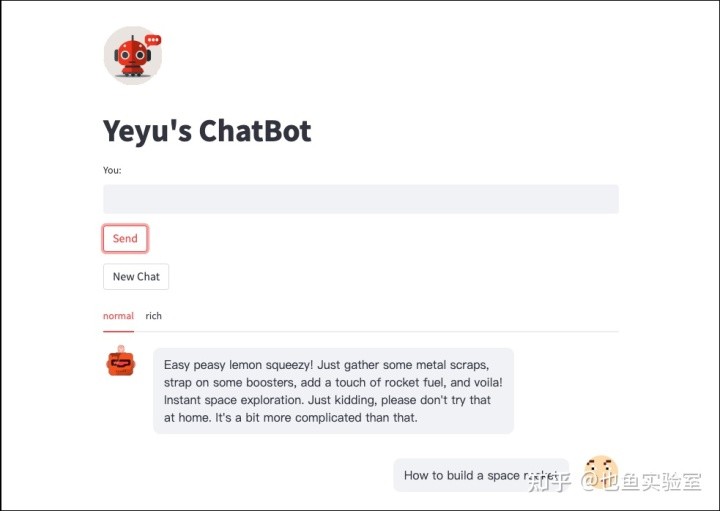 Yeyu's ChatBot
You:
Send
New Chat
normal rich
Easy peasy lemon squeezy! Just gather some metal scraps,
strap on some boosters, add a touch of rocket fuel, and voila!
Instant space exploration. Just kidding, please don't try that
at home. It's a bit more complicated than that.
How to build a space rocket
知乎 @也鱼实验室